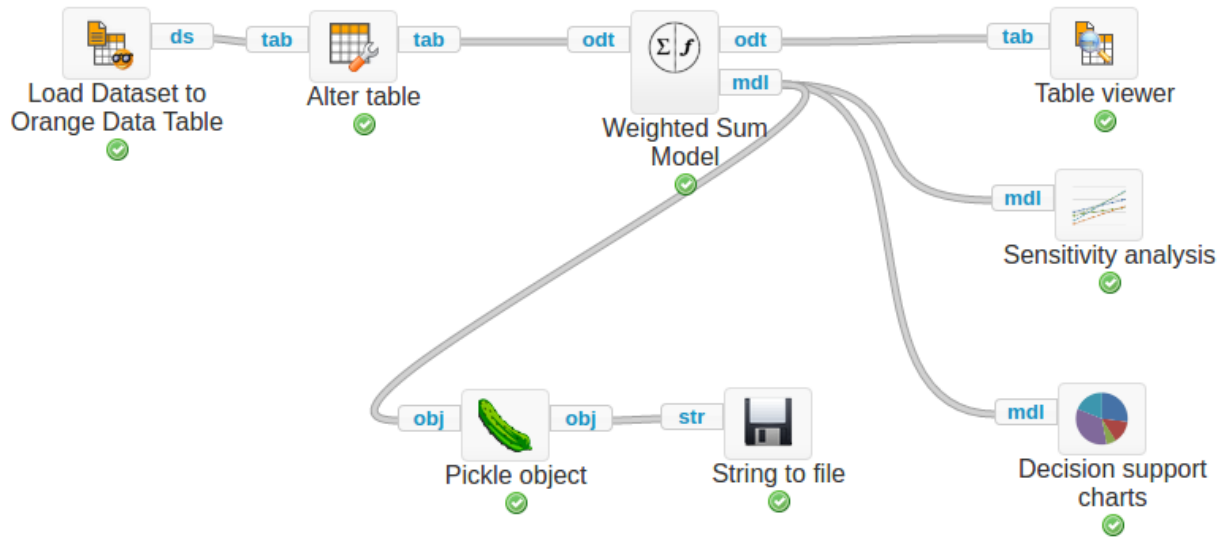 ds
tab
tab
odt
odt
tab
mdl
Load Dataset to
Orange Data Table
Alter table
Σ f
Weighted Sum
Model
Table viewer
mdl
Sensitivity analysis
obj
obj
str
mdl
Pickle object
String to file
Decision support
charts